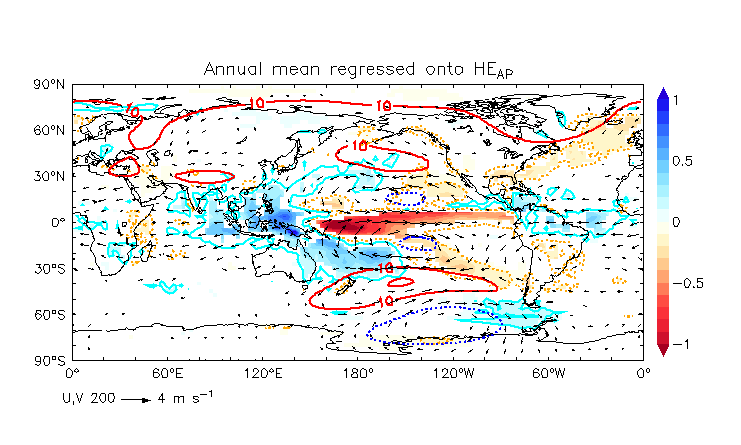 Annual mean regressed onto HE_AP
90°N
60°N
30°N
0°
30°S
60°S
90°S
10
10
10
10
10
10
0°
60°E
120°E
180°
120°W
60°W
0°
1
0.5
0
−0.5
−1
U,V 200 → 4 m s⁻¹